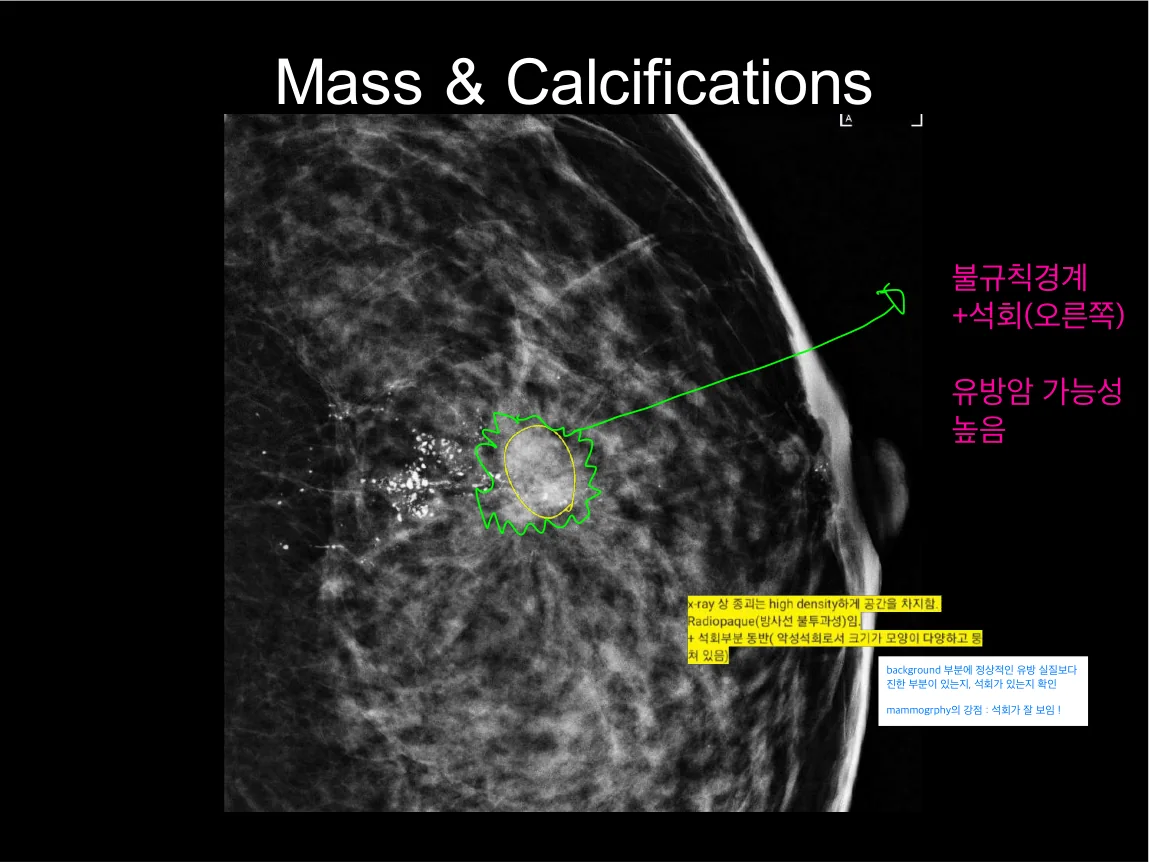 Mass & Calcifications
A
불규칙경계
+석회(오른쪽)
유방암 가능성
높음
x-ray 상 종괴는 high density하게 공간을 차지함.
Radiopaque(방사선 불투과성)임.
+ 석회부분 동반( 악성석회로서 크기가 모양이 다양하고 뭉
쳐 있음)
background 부분에 정상적인 유방 실질보다
진한 부분이 있는지, 석회가 있는지 확인
mammogrphy의 강점 : 석회가 잘 보임 !